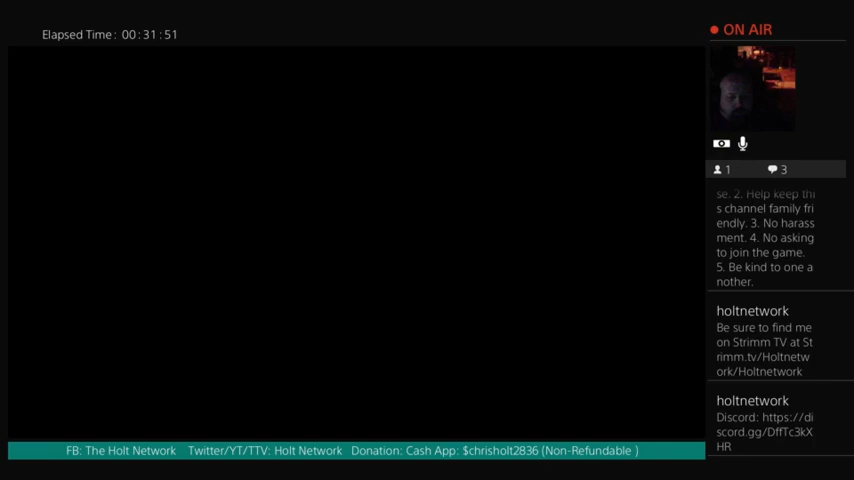 Elapsed Time: 00:31:51
ON AIR
1 3
se. 2. Help keep thi
s channel family fri
endly. 3. No harass
ment. 4. No asking
to join the game.
5. Be kind to one a
nother.
holtnetwork
Be sure to find me
on Strimm TV at St
rimm.tv/Holtnetw
ork/Holtnetwork
holtnetwork
Discord: https://di
scord.gg/DffTc3kX
HR
FB: The Holt Network Twitter/YT/TTV: Holt Network Donation: Cash App: $chrisholt2836 (Non-Refundable )